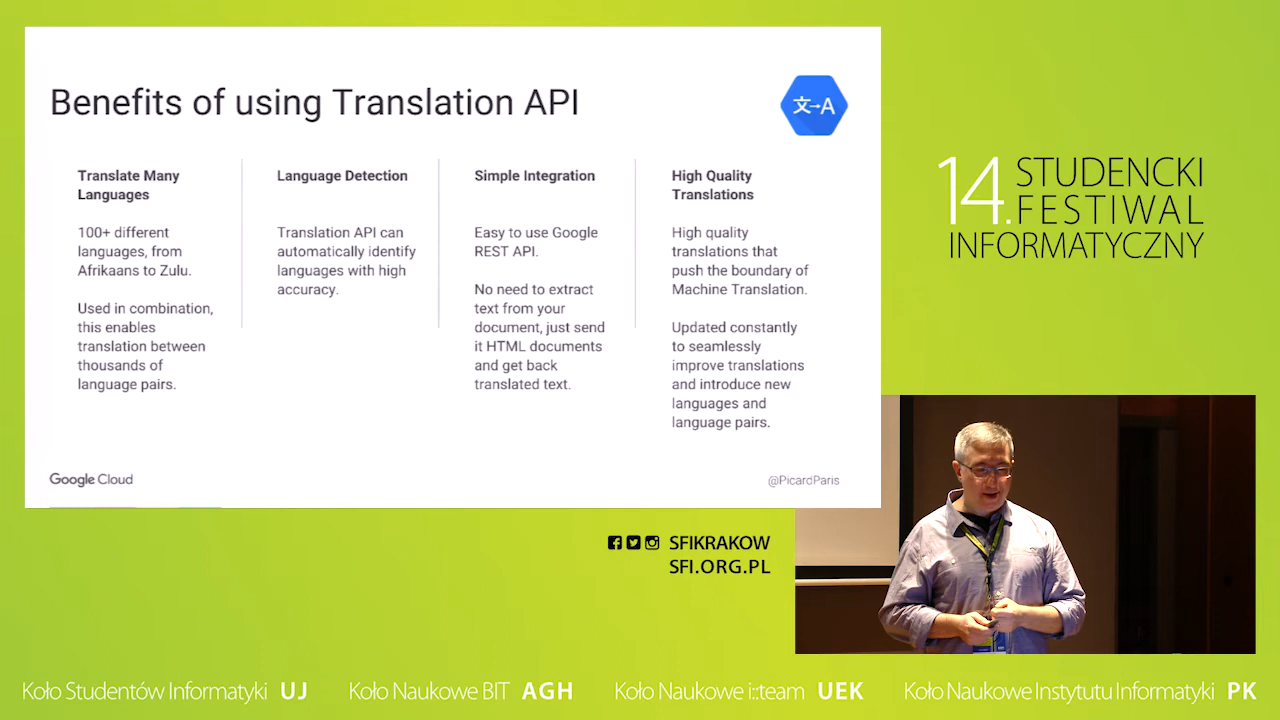 Benefits of using Translation API
文→A
Translate Many
Languages
100+ different
languages, from
Afrikaans to Zulu.
Used in combination,
this enables
translation between
thousands of
language pairs.
Language Detection
Translation API can
automatically identify
languages with high
accuracy.
Simple Integration
Easy to use Google
REST API.
No need to extract
text from your
document, just send
it HTML documents
and get back
translated text.
High Quality
Translations
High quality
translations that
push the boundary of
Machine Translation.
Updated constantly
to seamlessly
improve translations
and introduce new
languages and
language pairs.
Google Cloud
@PicardParis
14. STUDENCKI
FESTIWAL
INFORMATYCZNY
SFIKRAKOW
SFI.ORG.PL
Koło Studentów Informatyki UJ
Koło Naukowe BIT AGH
Koło Naukowe i::team UEK
Koło Naukowe Instytutu Informatyki PK